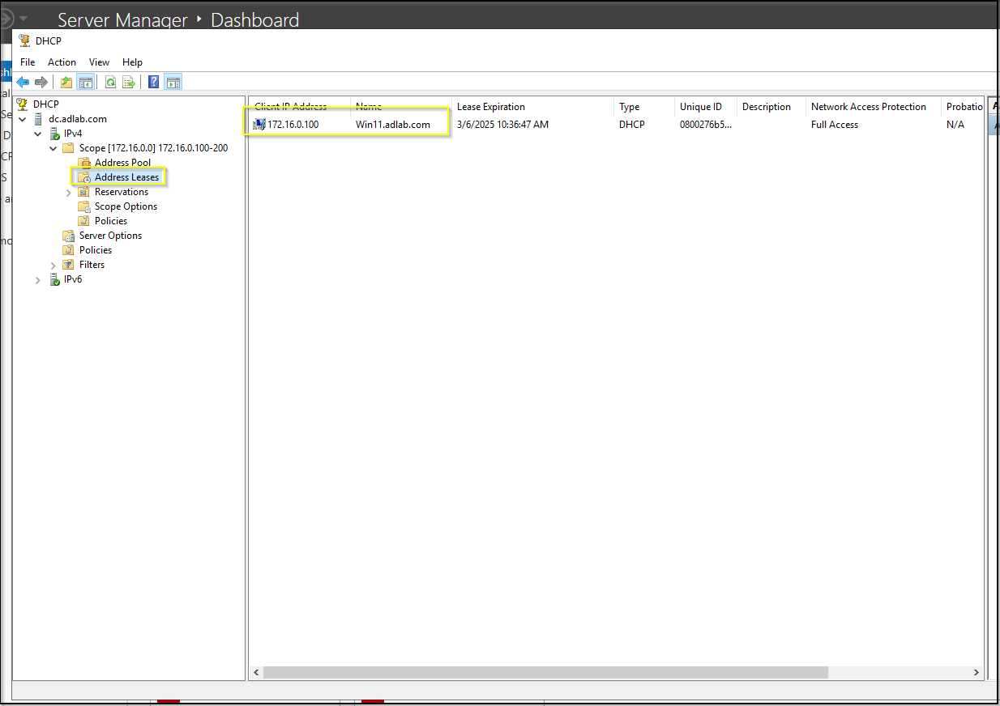 Server Manager ‣ Dashboard
DHCP
File Action View Help
DHCP
dc.adlab.com
IPv4
Scope [172.16.0.0] 172.16.0.100-200
Address Pool
Address Leases
Reservations
Scope Options
Policies
Server Options
Policies
Filters
IPv6
Client IP Address Name Lease Expiration Type Unique ID Description Network Access Protection Probatio
172.16.0.100 Win11.adlab.com 3/6/2025 10:36:47 AM DHCP 0800276b5... Full Access N/A